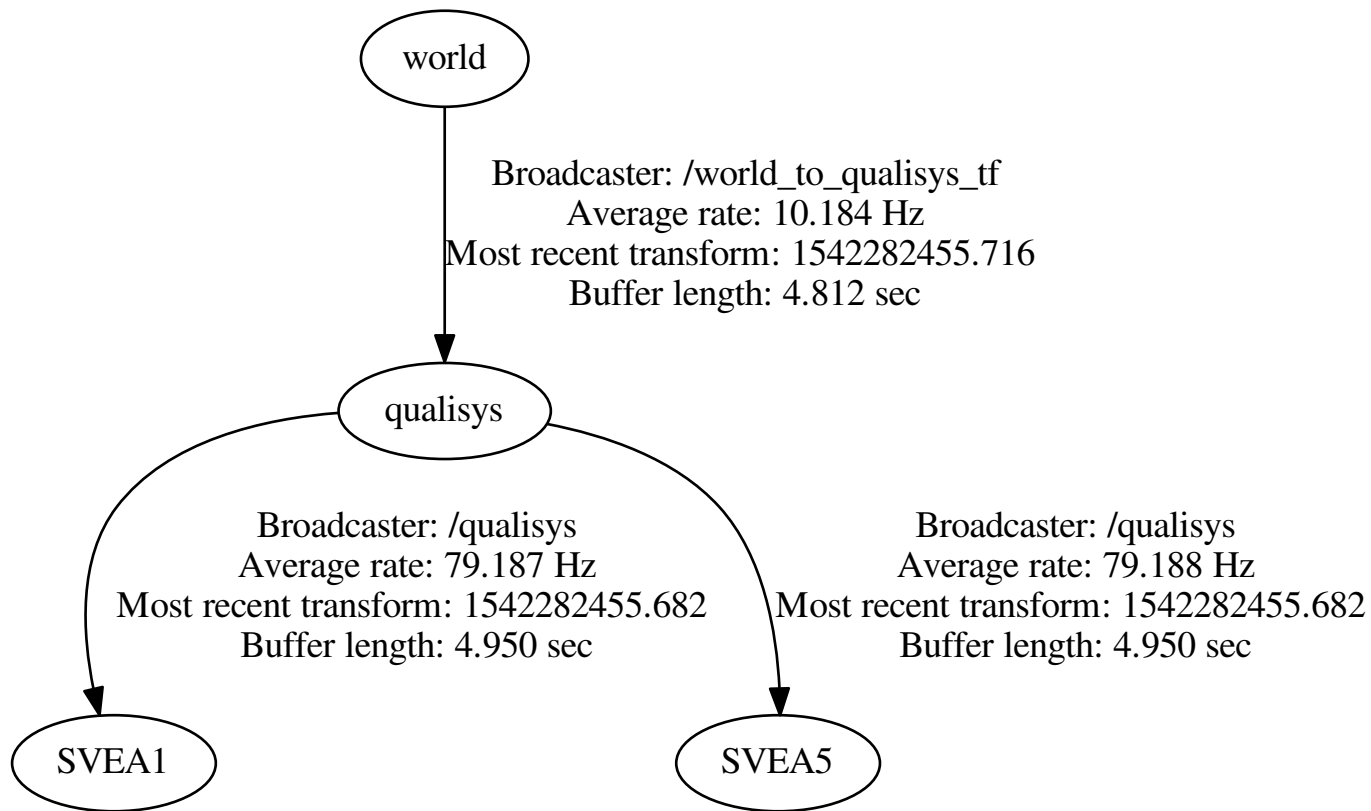 world
Broadcaster: /world_to_qualisys_tf
Average rate: 10.184 Hz
Most recent transform: 1542282455.716
Buffer length: 4.812 sec
qualisys
Broadcaster: /qualisys
Average rate: 79.187 Hz
Most recent transform: 1542282455.682
Buffer length: 4.950 sec
Broadcaster: /qualisys
Average rate: 79.188 Hz
Most recent transform: 1542282455.682
Buffer length: 4.950 sec
SVEA1
SVEA5